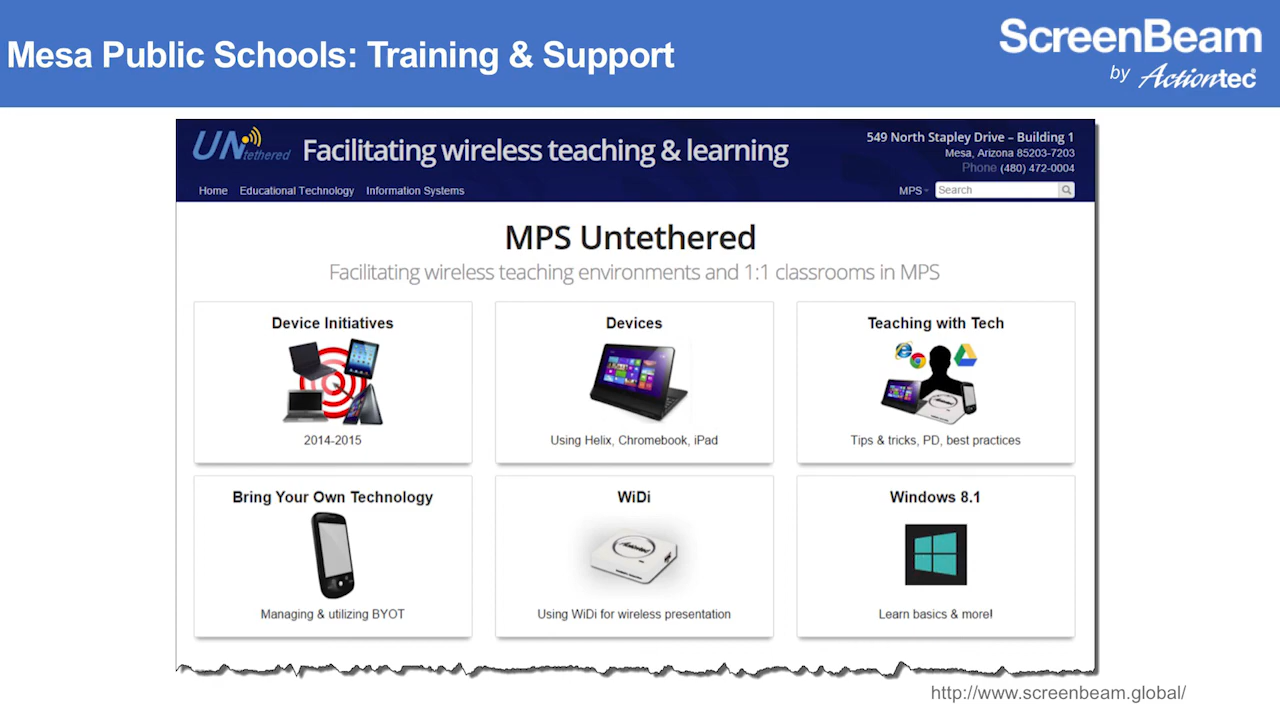 Mesa Public Schools: Training & Support
ScreenBeam
by Actiontec®
UNtethered
Facilitating wireless teaching & learning
549 North Stapley Drive – Building 1
Mesa, Arizona 85203-7203
Phone (480) 472-0004
Home Educational Technology Information Systems
MPS Search
MPS Untethered
Facilitating wireless teaching environments and 1:1 classrooms in MPS
Device Initiatives
2014-2015
Devices
Using Helix, Chromebook, iPad
Teaching with Tech
Actiontec
Tips & tricks, PD, best practices
Bring Your Own Technology
Managing & utilizing BYOT
WiDi
Actiontec
Using WiDi for wireless presentation
Windows 8.1
Learn basics & more!
http://www.screenbeam.global/